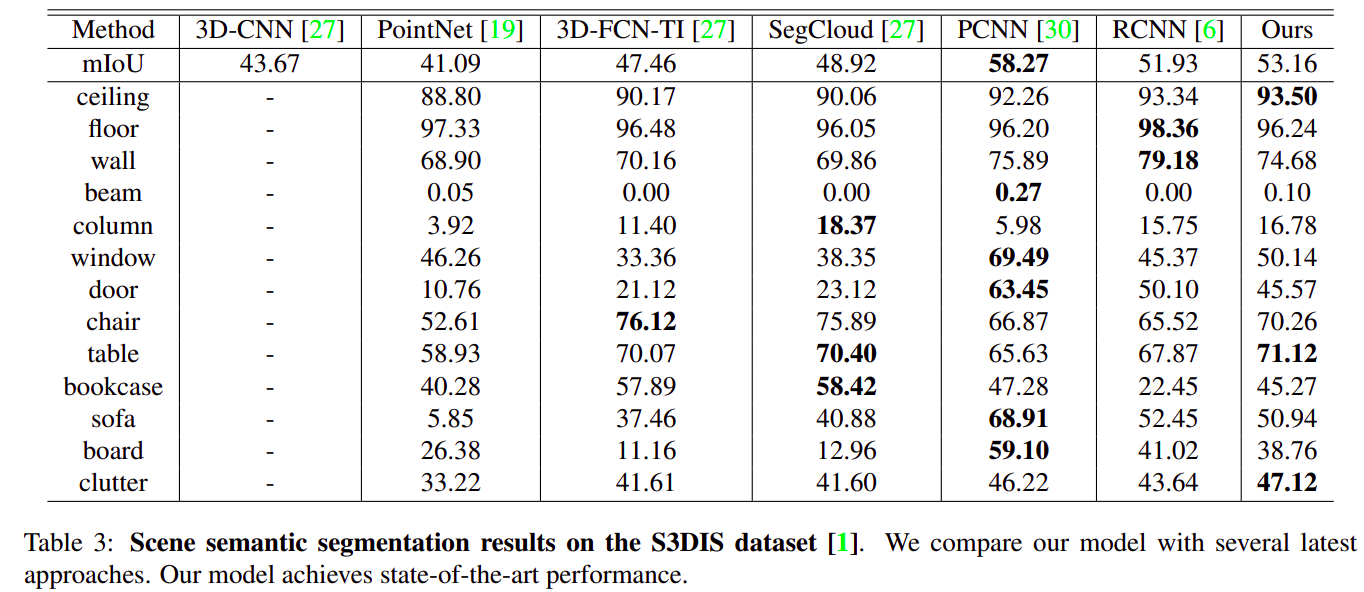 Method 3D-CNN [27] PointNet [19] 3D-FCN-TI [27] SegCloud [27] PCNN [30] RCNN [6] Ours
mIoU 43.67 41.09 47.46 48.92 58.27 51.93 53.16
ceiling - 88.80 90.17 90.06 92.26 93.34 93.50
floor - 97.33 96.48 96.05 96.20 98.36 96.24
wall - 68.90 70.16 69.86 75.89 79.18 74.68
beam - 0.05 0.00 0.00 0.27 0.00 0.10
column - 3.92 11.40 18.37 5.98 15.75 16.78
window - 46.26 33.36 38.35 69.49 45.37 50.14
door - 10.76 21.12 23.12 63.45 50.10 45.57
chair - 52.61 76.12 75.89 66.87 65.52 70.26
table - 58.93 70.07 70.40 65.63 67.87 71.12
bookcase - 40.28 57.89 58.42 47.28 22.45 45.27
sofa - 5.85 37.46 40.88 68.91 52.45 50.94
board - 26.38 11.16 12.96 59.10 41.02 38.76
clutter - 33.22 41.61 41.60 46.22 43.64 47.12
Table 3: Scene semantic segmentation results on the S3DIS dataset [1]. We compare our model with several latest
approaches. Our model achieves state-of-the-art performance.